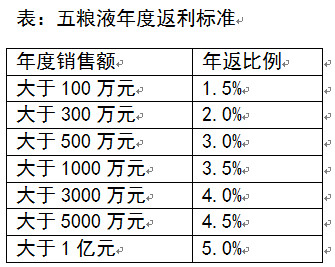 表：五粮液年度返利标准
年度销售额 年返比例
大于 100 万元 1.5%
大于 300 万元 2.0%
大于 500 万元 3.0%
大于 1000 万元 3.5%
大于 3000 万元 4.0%
大于 5000 万元 4.5%
大于 1 亿元 5.0%